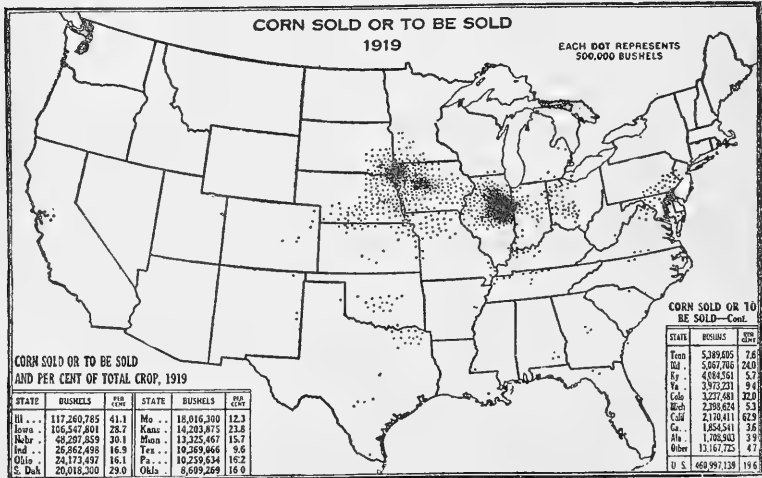 CORN SOLD OR TO BE SOLD
1919
EACH DOT REPRESENTS
500,000 BUSHELS
CORN SOLD OR TO BE SOLD
AND PER CENT OF TOTAL CROP, 1919
STATE BUSHELS PER CENT STATE BUSHELS PER CENT
Ill ... 117,260,785 41.1 Mo .. 18,016,300 12.3
Iowa . 106,547,801 28.7 Kans . 14,203,875 23.8
Nebr . 48,297,859 30.1 Minn . 13,325,467 15.7
Ind .. 26,862,498 16.9 Tex .. 10,369,066 9.6
Ohio . 24,173,497 16.1 Pa... 10,259,634 16.2
S. Dak 20,018,300 29.0 Okla . 8,609,269 16.0
CORN SOLD OR TO
BE SOLD—Cont.
STATE BUSHELS PER CENT
Tenn 5,389,605 7.6
Md . 5,067,706 24.0
Ky . 4,084,561 5.7
Va . 3,973,231 9.4
Colo 3,237,481 32.0
Mich 2,398,624 5.3
Calif 2,170,411 62.9
Ga.. 1,854,541 3.6
Ala . 1,708,903 3.9
Other 13,167,725 4.7
U S. 460,997,139 19.6